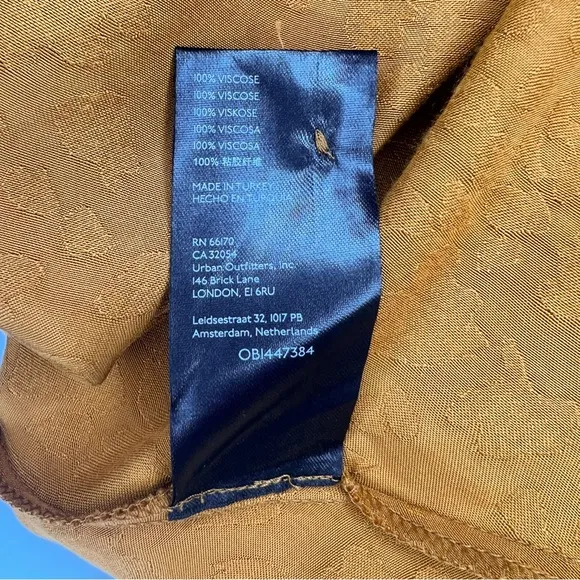 100% VISCOSE
100% VISCOSE
100% VISKOSE
100% VISCOSA
100% VISCOSA
100% 粘胶纤维
MADE IN TURKEY
HECHO EN TURQUIA
RN 66170
CA 32054
Urban Outfitters, Inc.
146 Brick Lane
LONDON, E1 6RU
Leidsestraat 32, 1017 PB
Amsterdam, Netherlands
OB1447384